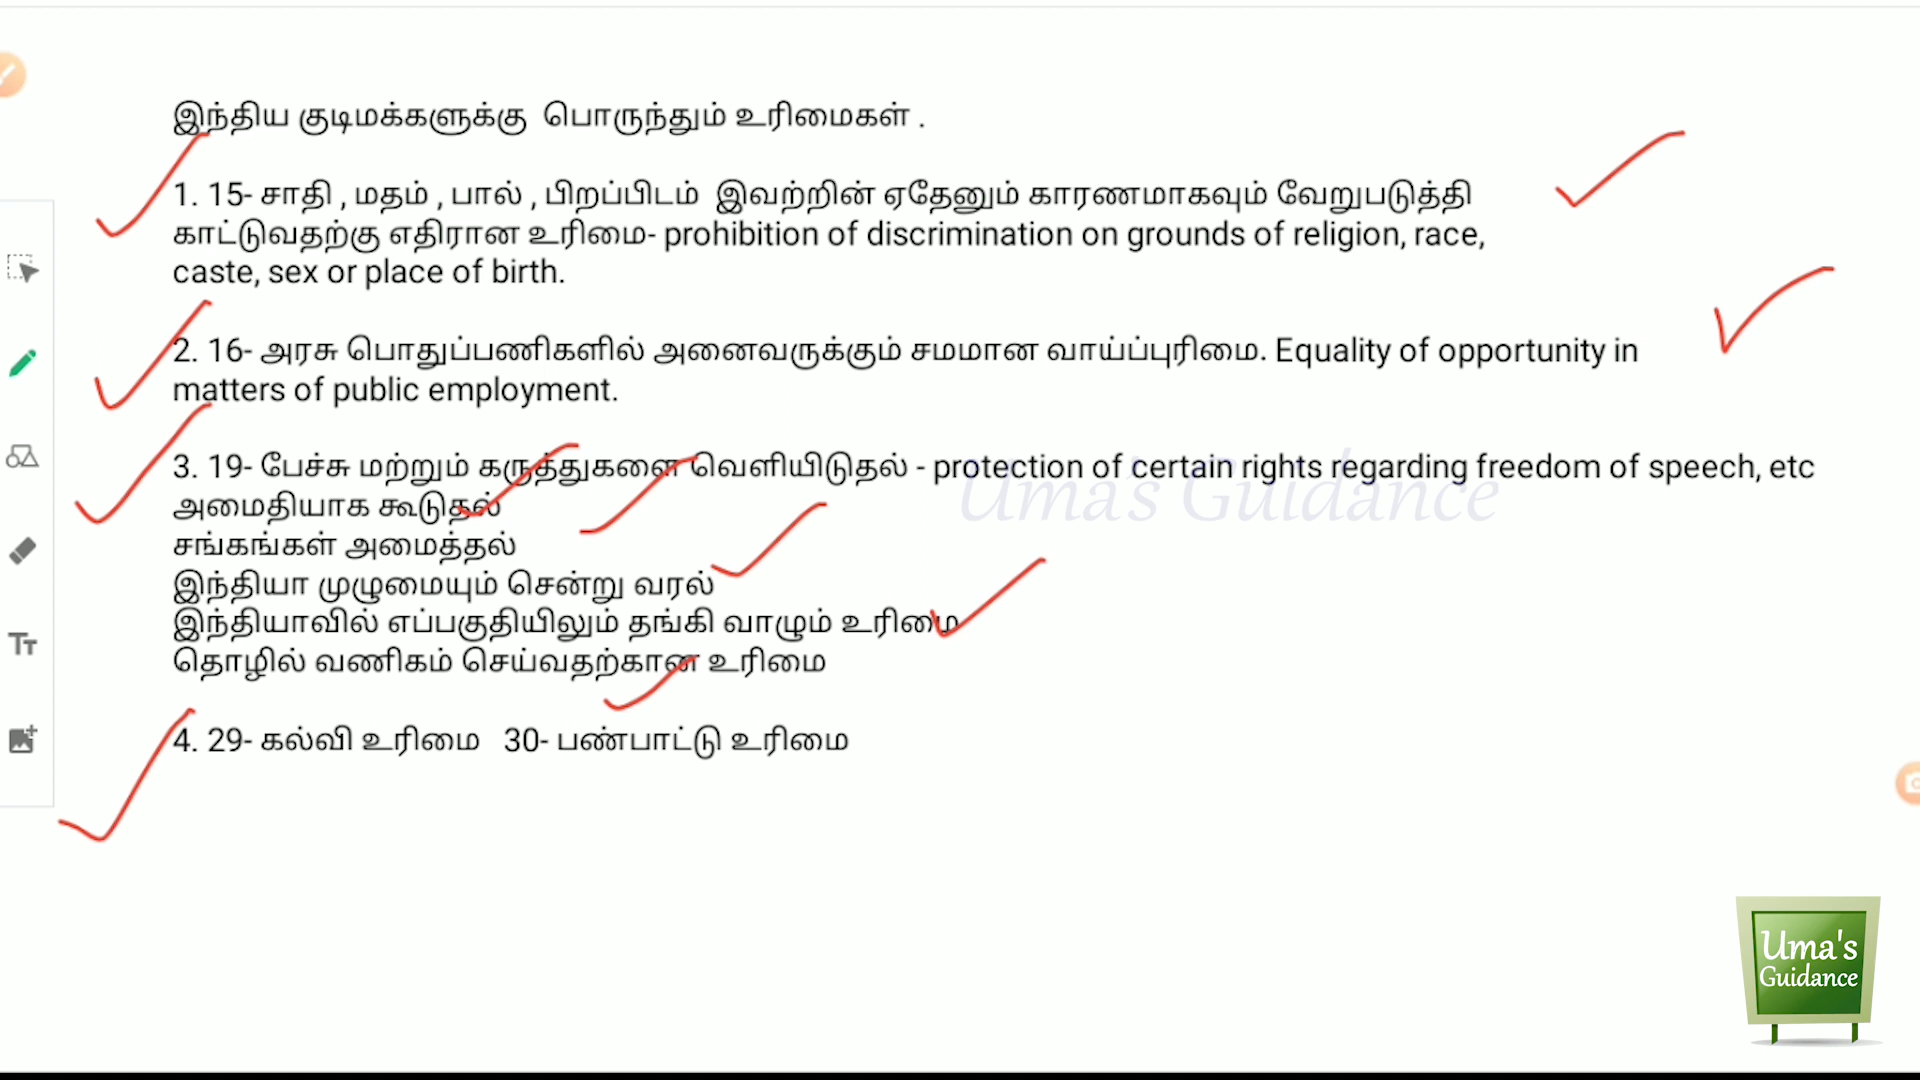 இந்திய குடிமக்களுக்கு பொருந்தும் உரிமைகள் .
1. 15- சாதி , மதம் , பால் , பிறப்பிடம் இவற்றின் ஏதேனும் காரணமாகவும் வேறுபடுத்தி
காட்டுவதற்கு எதிரான உரிமை- prohibition of discrimination on grounds of religion, race,
caste, sex or place of birth.
2. 16- அரசு பொதுப்பணிகளில் அனைவருக்கும் சமமான வாய்ப்புரிமை. Equality of opportunity in
matters of public employment.
3. 19- பேச்சு மற்றும் கருத்துகளை வெளியிடுதல் - protection of certain rights regarding freedom of speech, etc
அமைதியாக கூடுதல்
சங்கங்கள் அமைத்தல்
இந்தியா முழுமையும் சென்று வரல்
இந்தியாவில் எப்பகுதியிலும் தங்கி வாழும் உரிமை
தொழில் வணிகம் செய்வதற்கான உரிமை
4. 29- கல்வி உரிமை 30- பண்பாட்டு உரிமை
Uma's Guidance
Tт
Uma's
Guidance